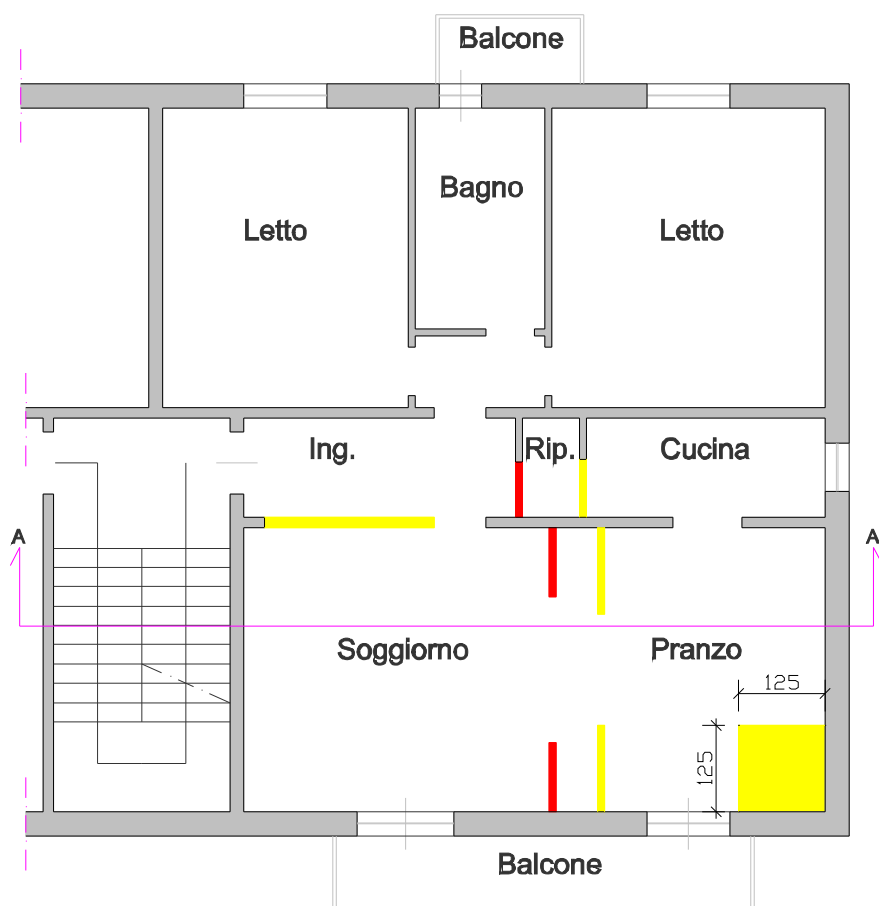 Balcone
Bagno
Letto
Letto
Ing.
Rip.
Cucina
A
A
Soggiorno
Pranzo
125
125
Balcone